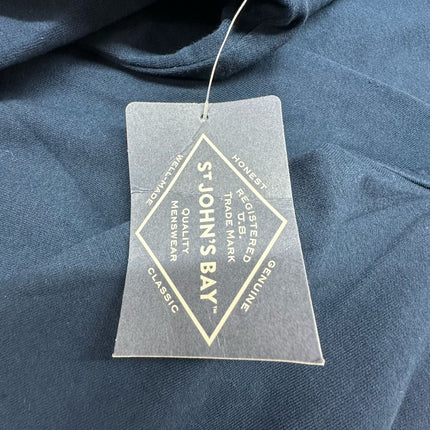 WELL-MADE
HONEST
REGISTERED
U.S.
TRADE MARK
ST JOHN'S BAY™
QUALITY
MENSWEAR
CLASSIC
GENUINE